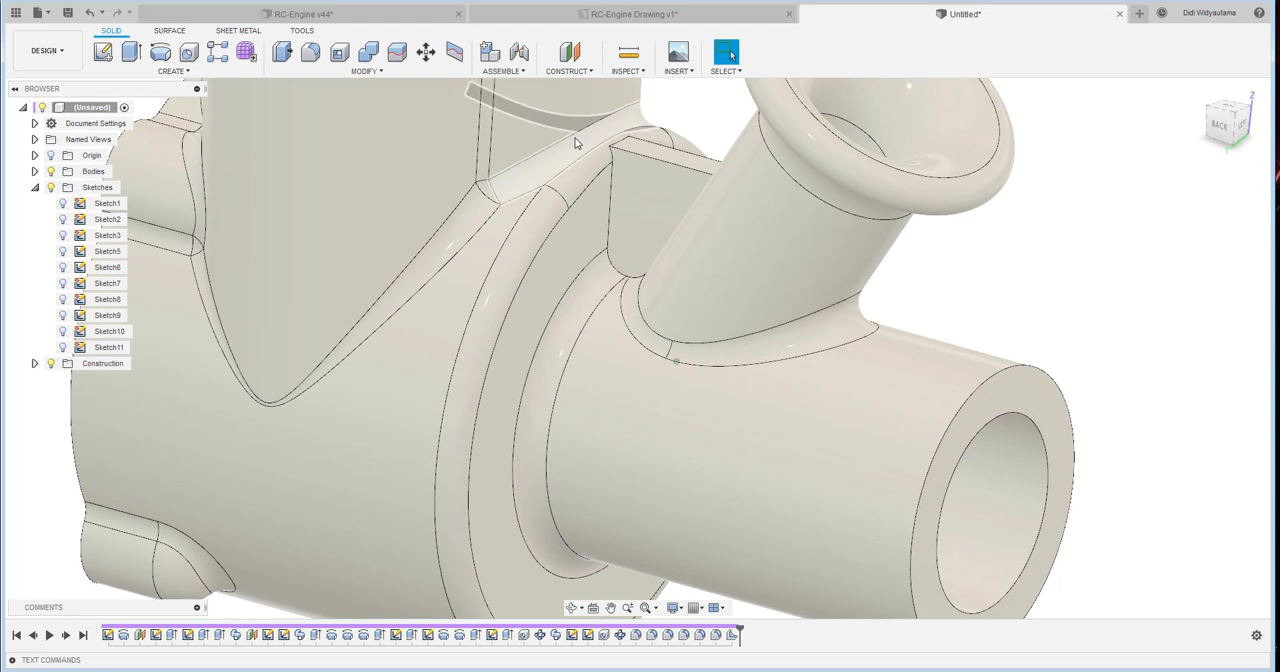 RC-Engine v44*
RC-Engine Drawing v1*
Untitled*
Didi Widyautama
DESIGN
SOLID
SURFACE
SHEET METAL
TOOLS
CREATE
MODIFY
ASSEMBLE
CONSTRUCT
INSPECT
INSERT
SELECT
BROWSER
(Unsaved)
Document Settings
Named Views
Origin
Bodies
Sketches
Sketch1
Sketch2
Sketch3
Sketch5
Sketch6
Sketch7
Sketch8
Sketch9
Sketch10
Sketch11
Construction
Z
BACK
COMMENTS
TEXT COMMANDS